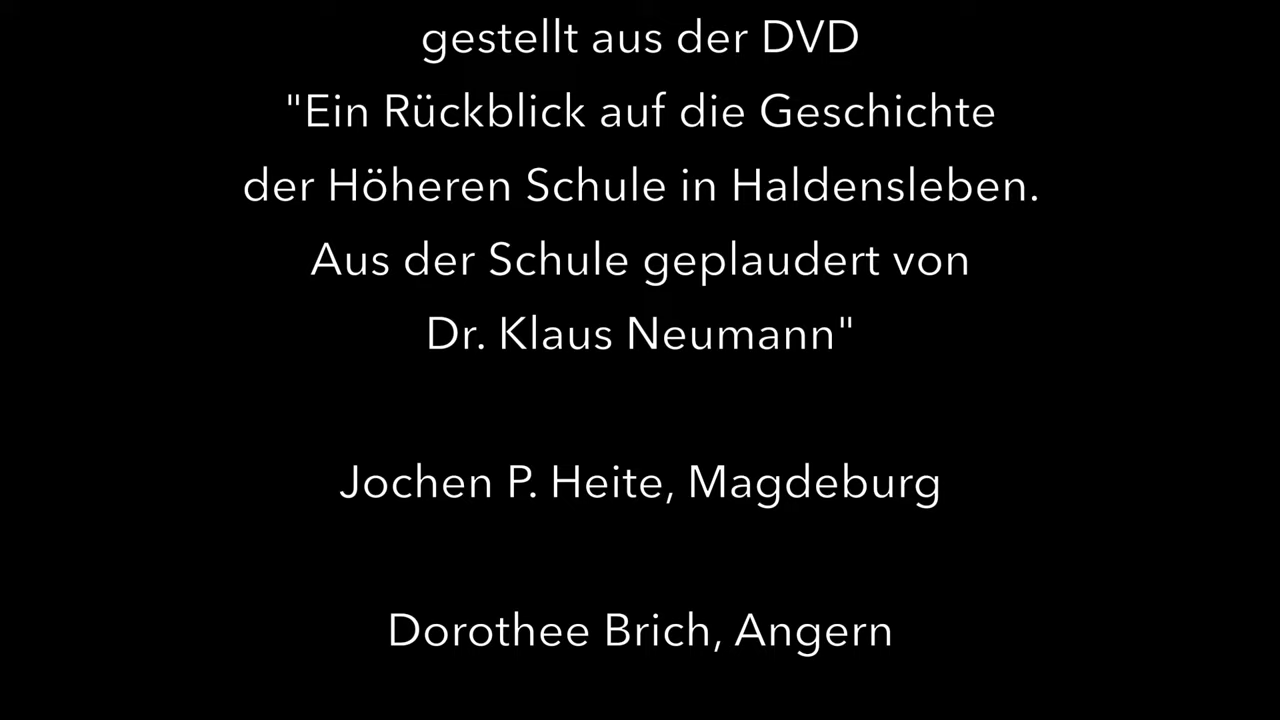 gestellt aus der DVD
"Ein Rückblick auf die Geschichte
der Höheren Schule in Haldensleben.
Aus der Schule geplaudert von
Dr. Klaus Neumann"
Jochen P. Heite, Magdeburg
Dorothee Brich, Angern